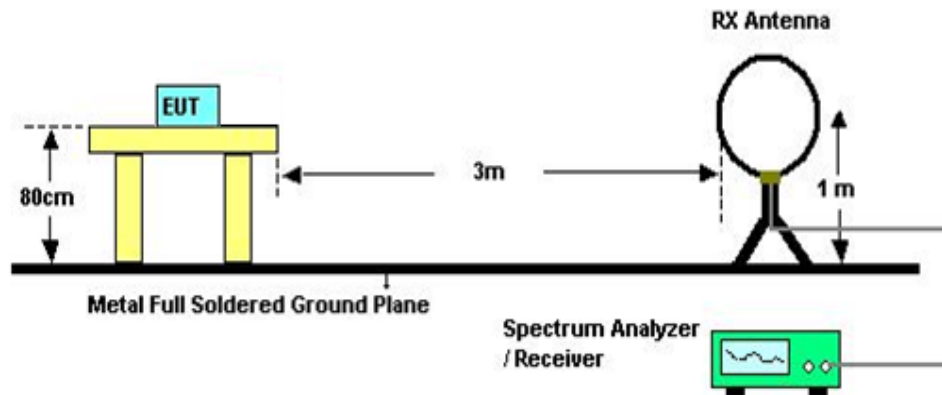 RX Antenna
EUT
3m
80cm
1 m
Metal Full Soldered Ground Plane
Spectrum Analyzer
/ Receiver